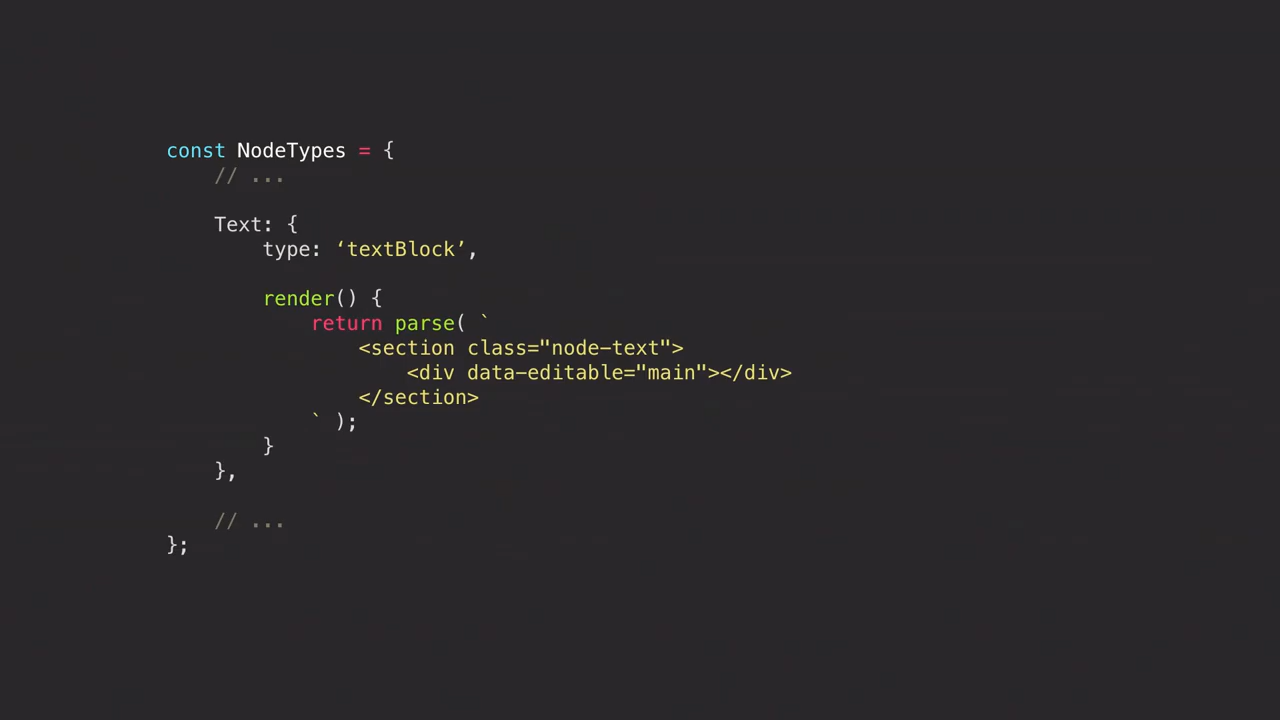 const NodeTypes = {
    // ...

    Text: {
        type: ‘textBlock’,

        render() {
            return parse( `
                <section class="node-text">
                    <div data-editable="main"></div>
                </section>
            ` );
        }
    },

    // ...
};